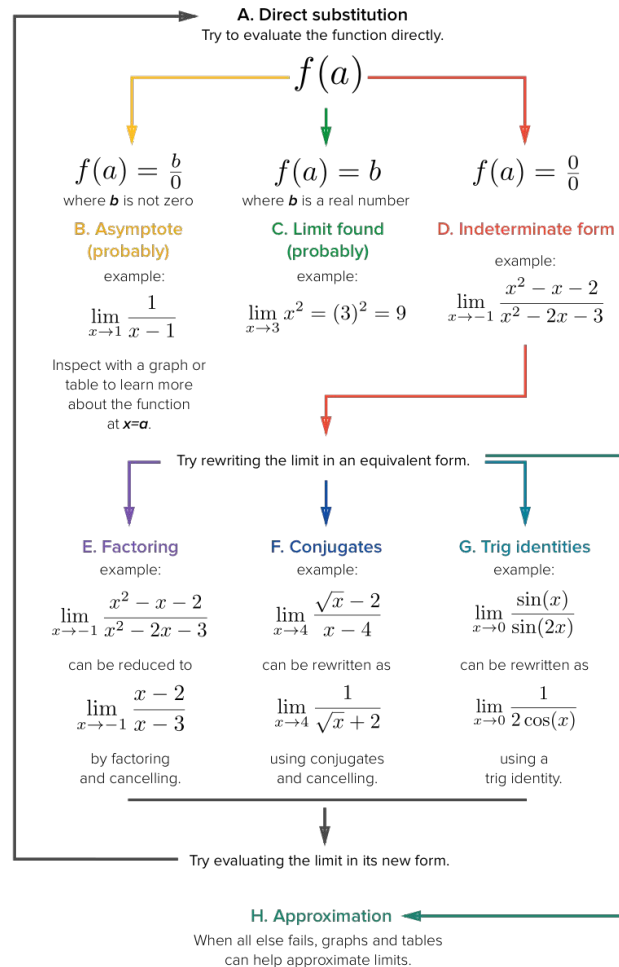 A. Direct substitution
Try to evaluate the function directly.
f(a)
f(a) = b/0
where b is not zero
B. Asymptote
(probably)
example:
lim x→1 1/(x − 1)
Inspect with a graph or
table to learn more
about the function
at x=a.
f(a) = b
where b is a real number
C. Limit found
(probably)
example:
lim x→3 x² = (3)² = 9
f(a) = 0/0
D. Indeterminate form
example:
lim x→−1 (x² − x − 2)/(x² − 2x − 3)
Try rewriting the limit in an equivalent form.
E. Factoring
example:
lim x→−1 (x² − x − 2)/(x² − 2x − 3)
can be reduced to
lim x→−1 (x − 2)/(x − 3)
by factoring
and cancelling.
F. Conjugates
example:
lim x→4 (√x − 2)/(x − 4)
can be rewritten as
lim x→4 1/(√x + 2)
using conjugates
and cancelling.
G. Trig identities
example:
lim x→0 sin(x)/sin(2x)
can be rewritten as
lim x→0 1/(2 cos(x))
using a
trig identity.
Try evaluating the limit in its new form.
H. Approximation
When all else fails, graphs and tables
can help approximate limits.